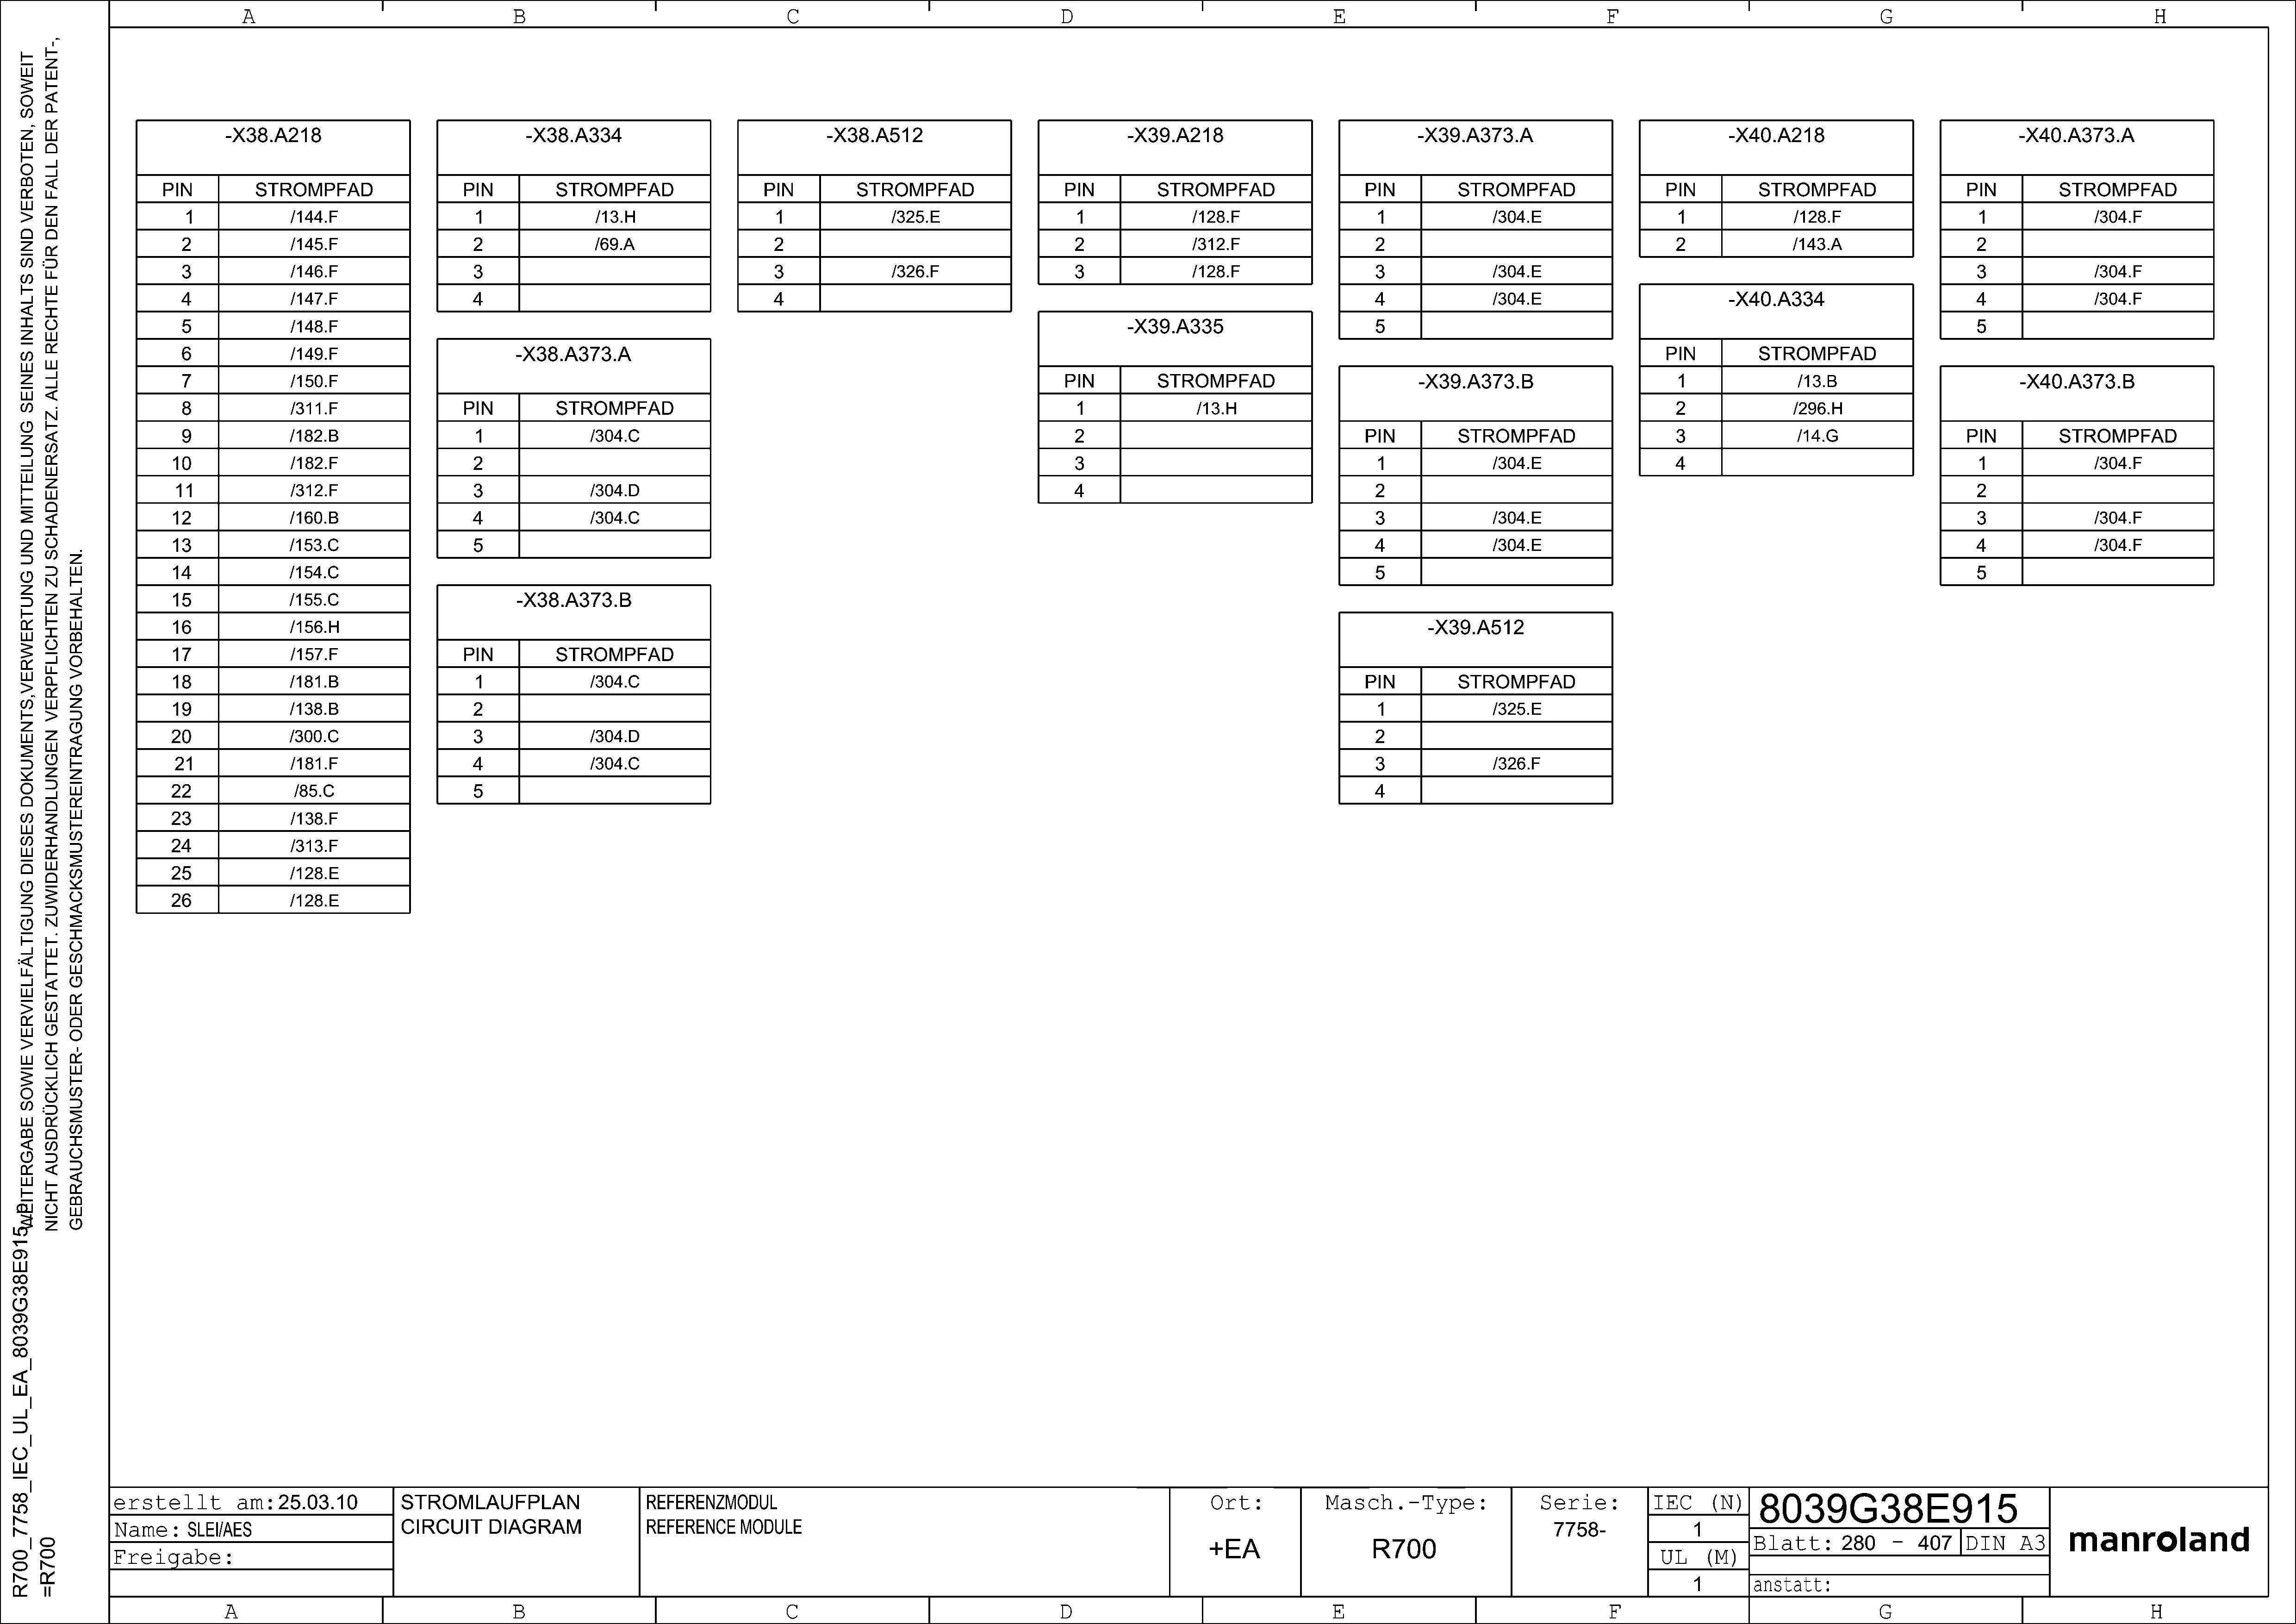 A B C D E F G H
-X38.A218
PIN STROMPFAD
1 /144.F
2 /145.F
3 /146.F
4 /147.F
5 /148.F
6 /149.F
7 /150.F
8 /311.F
9 /182.B
10 /182.F
11 /312.F
12 /160.B
13 /153.C
14 /154.C
15 /155.C
16 /156.H
17 /157.F
18 /181.B
19 /138.B
20 /300.C
21 /181.F
22 /85.C
23 /138.F
24 /313.F
25 /128.E
26 /128.E
-X38.A334
PIN STROMPFAD
1 /13.H
2 /69.A
3
4
-X38.A373.A
PIN STROMPFAD
1 /304.C
2
3 /304.D
4 /304.C
5
-X38.A373.B
PIN STROMPFAD
1 /304.C
2
3 /304.D
4 /304.C
5
-X38.A512
PIN STROMPFAD
1 /325.E
2
3 /326.F
4
-X39.A218
PIN STROMPFAD
1 /128.F
2 /312.F
3 /128.F
-X39.A335
PIN STROMPFAD
1 /13.H
2
3
4
-X39.A373.A
PIN STROMPFAD
1 /304.E
2
3 /304.E
4 /304.E
5
-X39.A373.B
PIN STROMPFAD
1 /304.E
2
3 /304.E
4 /304.E
5
-X39.A512
PIN STROMPFAD
1 /325.E
2
3 /326.F
4
-X40.A218
PIN STROMPFAD
1 /128.F
2 /143.A
-X40.A334
PIN STROMPFAD
1 /13.B
2 /296.H
3 /14.G
4
-X40.A373.A
PIN STROMPFAD
1 /304.F
2
3 /304.F
4 /304.F
5
-X40.A373.B
PIN STROMPFAD
1 /304.F
2
3 /304.F
4 /304.F
5
WEITERGABE SOWIE VERVIELFÄLTIGUNG DIESES DOKUMENTS,VERWERTUNG UND MITTEILUNG SEINES INHALTS SIND VERBOTEN, SOWEIT
NICHT AUSDRÜCKLICH GESTATTET. ZUWIDERHANDLUNGEN VERPFLICHTEN ZU SCHADENERSATZ. ALLE RECHTE FÜR DEN FALL DER PATENT-,
GEBRAUCHSMUSTER- ODER GESCHMACKSMUSTEREINTRAGUNG VORBEHALTEN.
R700_7758_IEC_UL_EA_8039G38E915_
=R700
erstellt am: 25.03.10
Name: SLEI/AES
Freigabe:
STROMLAUFPLAN
CIRCUIT DIAGRAM
REFERENZMODUL
REFERENCE MODULE
Ort:
+EA
Masch.-Type:
R700
Serie:
7758-
IEC (N)
1
UL (M)
1
8039G38E915
Blatt: 280 - 407 DIN A3
anstatt:
manroland
A B C D E F G H